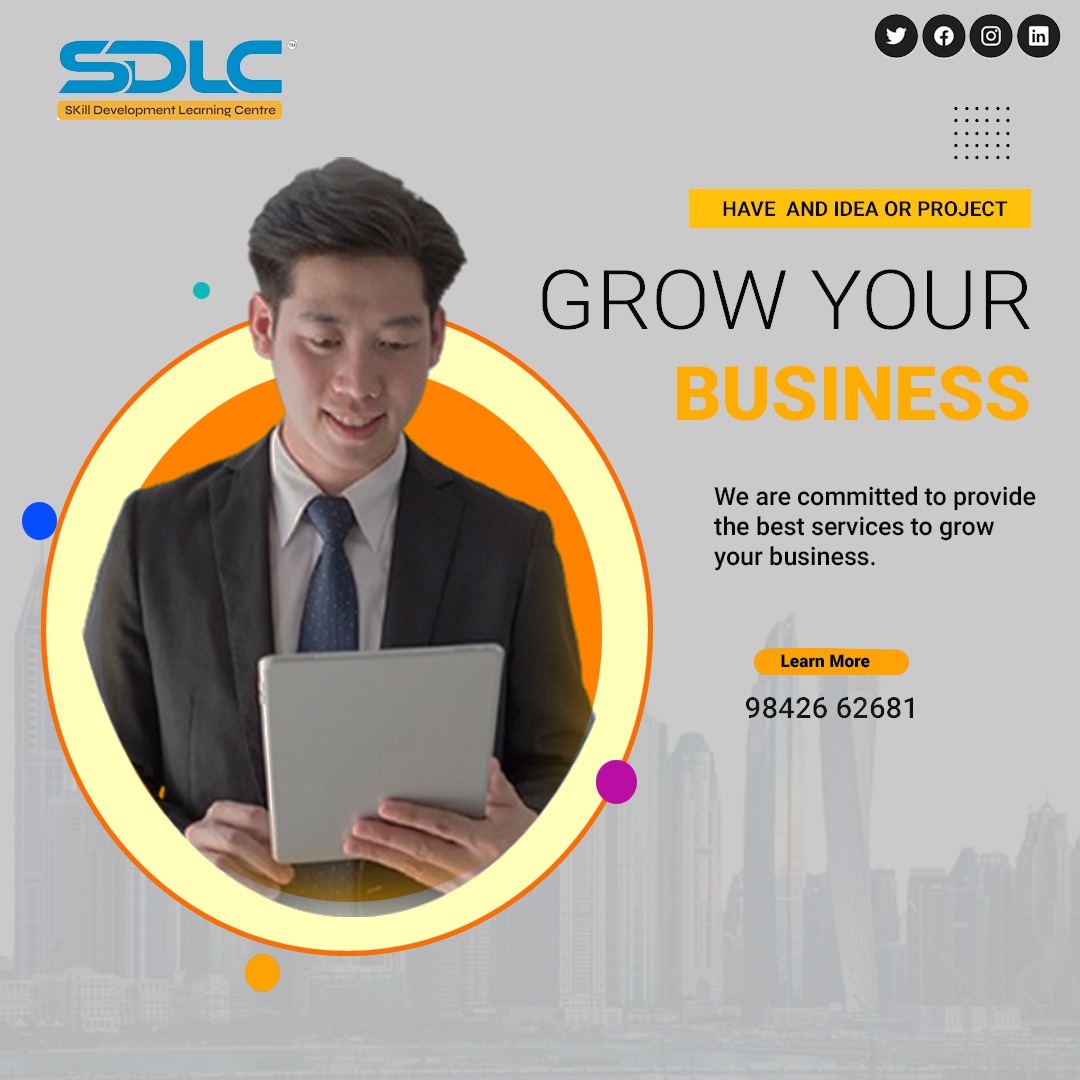 SDLC
TM
SKill Development Learning Centre
HAVE AND IDEA OR PROJECT
GROW YOUR
BUSINESS
We are committed to provide
the best services to grow
your business.
Learn More
98426 62681